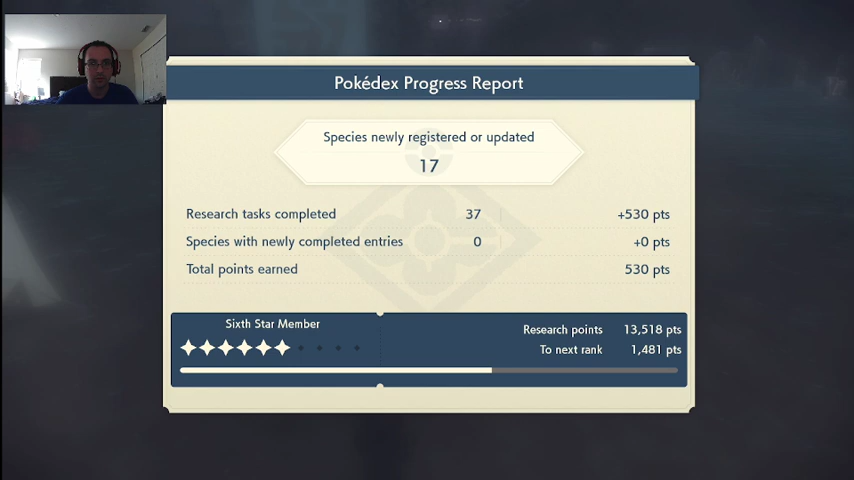 Pokédex Progress Report
Species newly registered or updated
17
Research tasks completed 37 +530 pts
Species with newly completed entries 0 +0 pts
Total points earned 530 pts
Sixth Star Member
Research points 13,518 pts
To next rank 1,481 pts